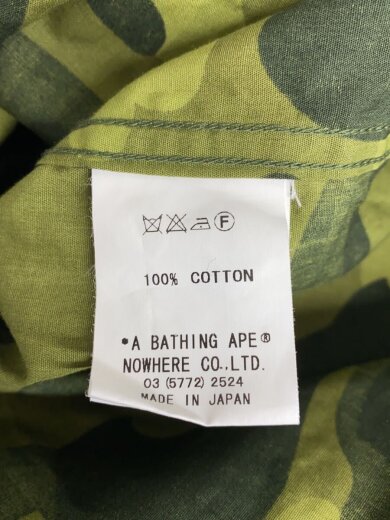 F
100% COTTON
*A BATHING APE®
NOWHERE CO.,LTD.
03 (5772) 2524
MADE IN JAPAN